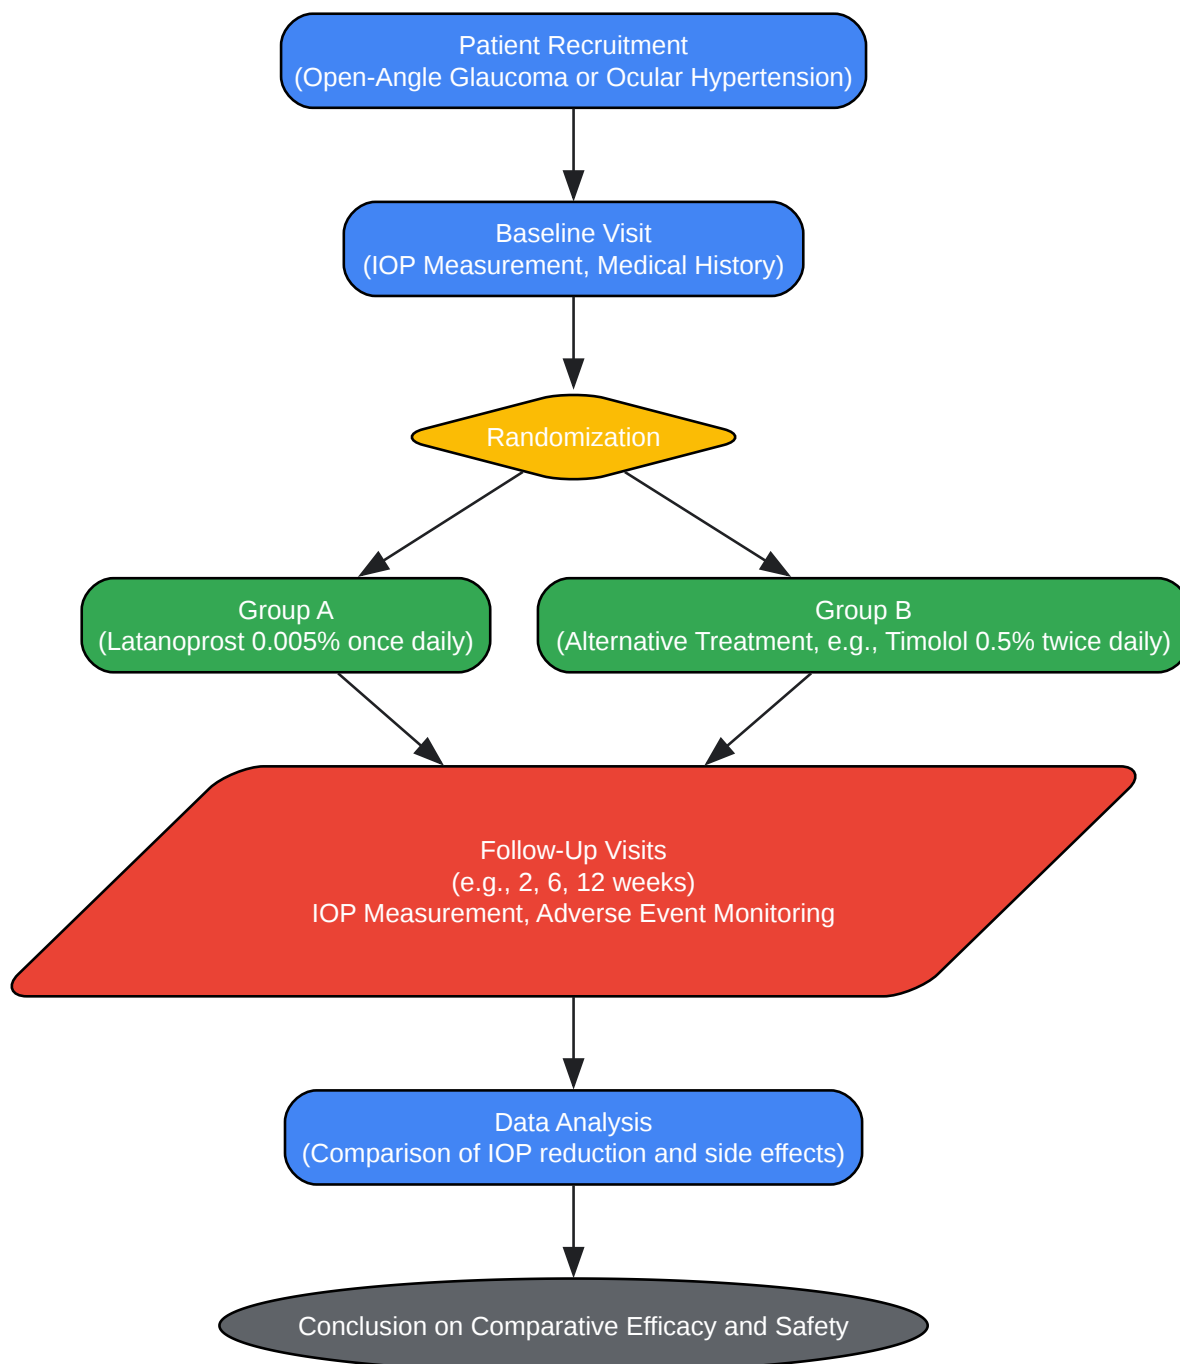 Patient Recruitment
(Open-Angle Glaucoma or Ocular Hypertension)
Baseline Visit
(IOP Measurement, Medical History)
Randomization
Group A
(Latanoprost 0.005% once daily)
Group B
(Alternative Treatment, e.g., Timolol 0.5% twice daily)
Follow-Up Visits
(e.g., 2, 6, 12 weeks)
IOP Measurement, Adverse Event Monitoring
Data Analysis
(Comparison of IOP reduction and side effects)
Conclusion on Comparative Efficacy and Safety